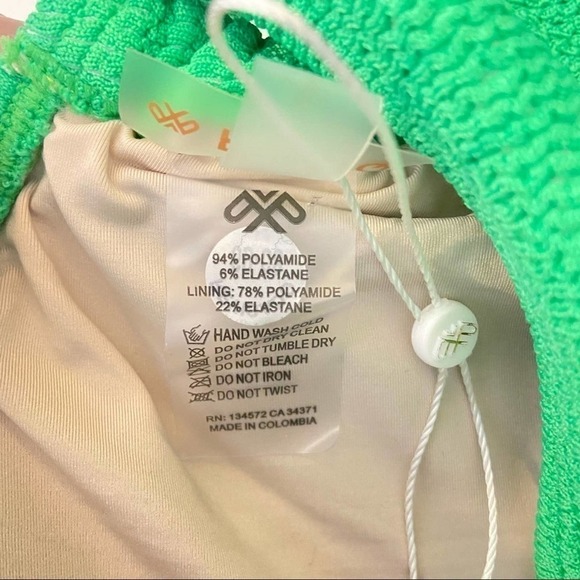 94% POLYAMIDE
6% ELASTANE
LINING: 78% POLYAMIDE
22% ELASTANE
HAND WASH COLD
DO NOT DRY CLEAN
DO NOT TUMBLE DRY
DO NOT BLEACH
DO NOT IRON
DO NOT TWIST
RN: 134572 CA 34371
MADE IN COLOMBIA